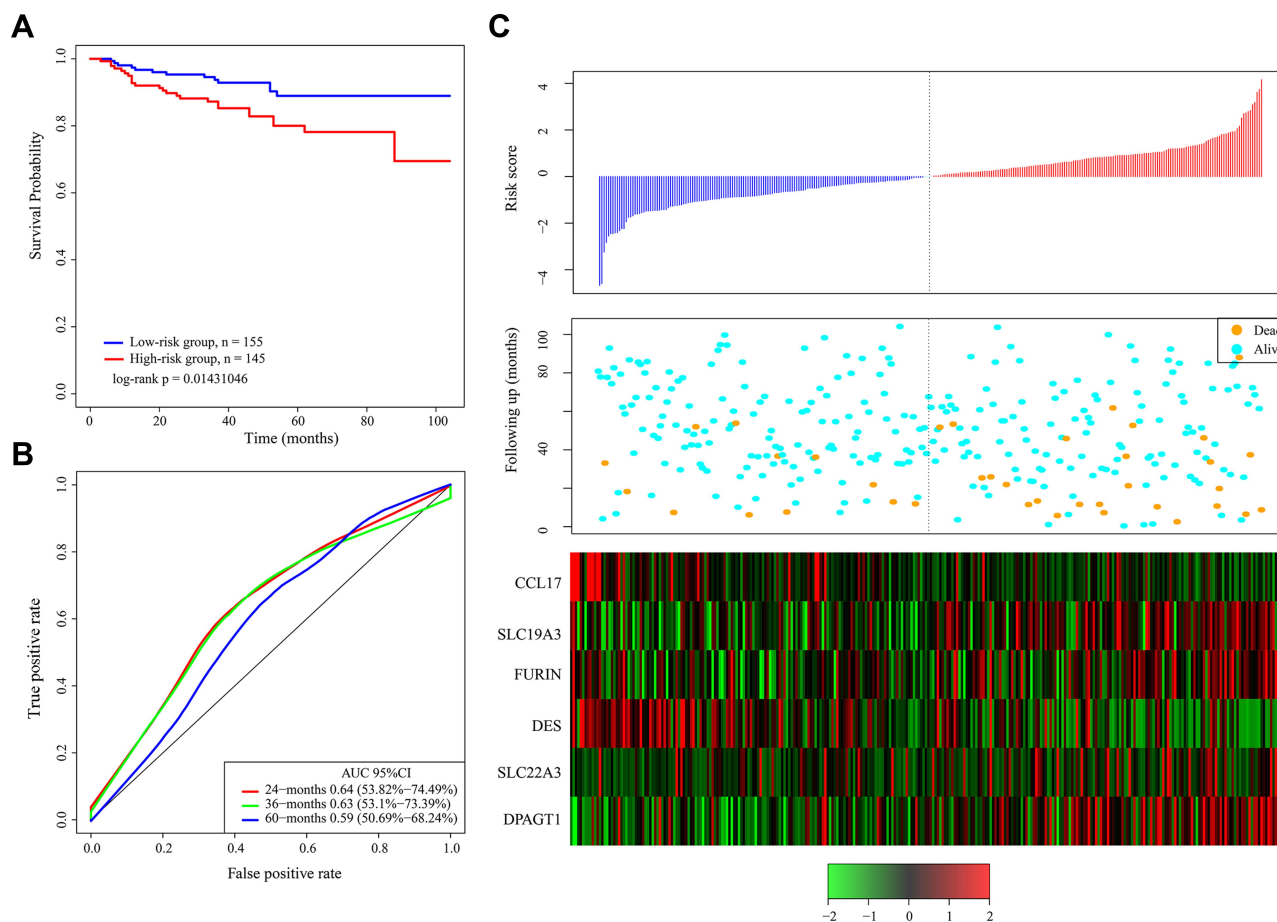 A
Survival Probability
1.0
0.8
0.6
0.4
0.2
0.0
Low-risk group, n = 155
High-risk group, n = 145
log-rank p = 0.01431046
0
20
40
60
80
100
Time (months)
B
True positive rate
1.0
0.8
0.6
0.4
0.2
0.0
AUC 95%CI
24-months 0.64 (53.82%-74.49%)
36-months 0.63 (53.1%-73.39%)
60-months 0.59 (50.69%-68.24%)
0.0
0.2
0.4
0.6
0.8
1.0
False positive rate
C
Risk score
4
2
0
-2
-4
Following up (months)
100
80
40
0
Dead
Aliv
CCL17
SLC19A3
FURIN
DES
SLC22A3
DPAGT1
-2
-1
0
1
2